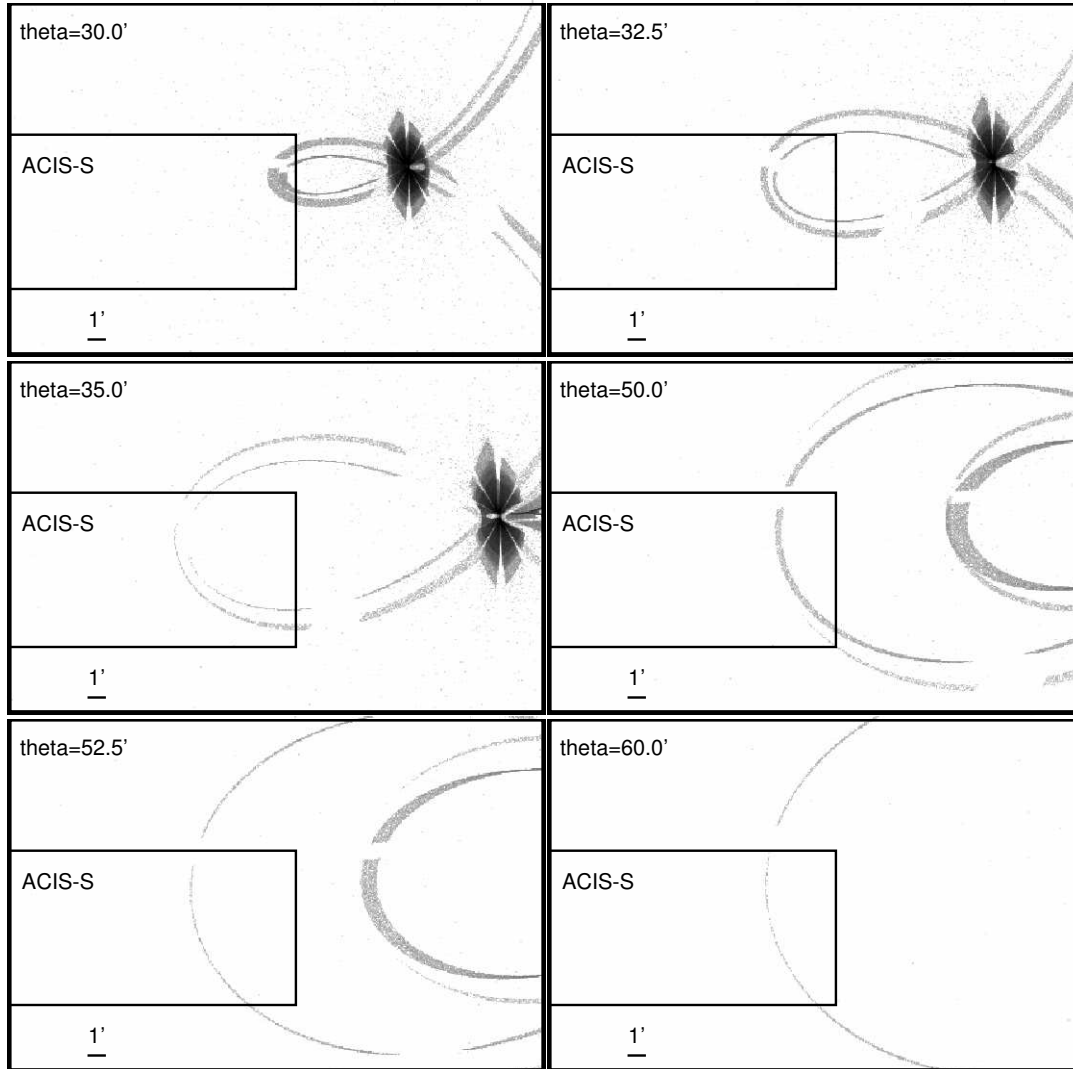 theta=30.0'
ACIS-S
1'
theta=32.5'
ACIS-S
1'
theta=35.0'
ACIS-S
1'
theta=50.0'
ACIS-S
1'
theta=52.5'
ACIS-S
1'
theta=60.0'
ACIS-S
1'